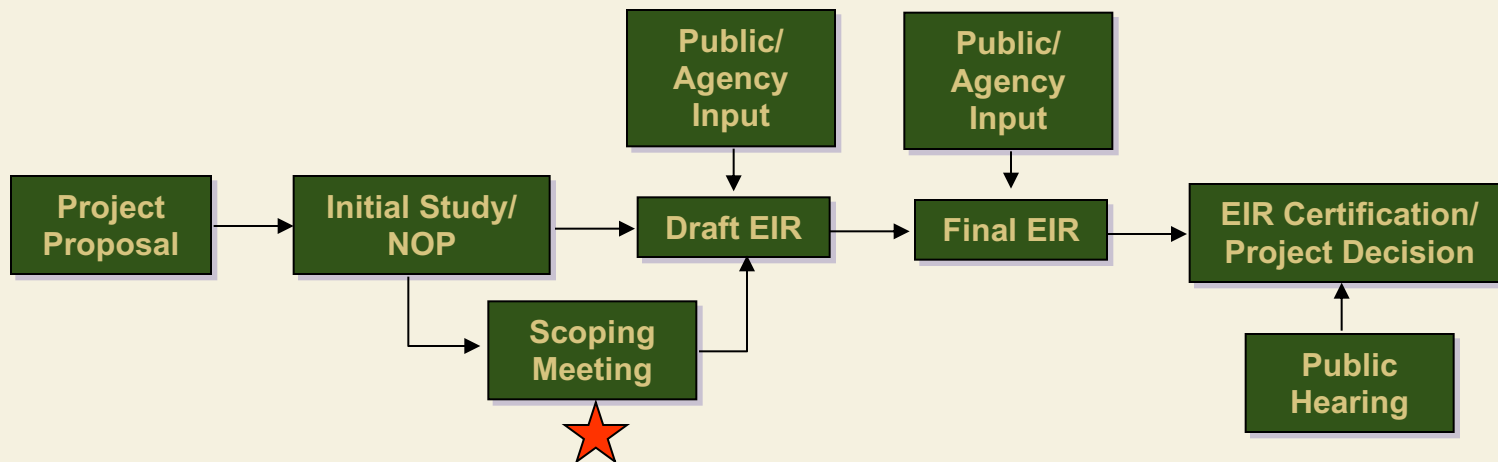 Public/
Agency
Input
Public/
Agency
Input
Project
Proposal
Initial Study/
NOP
Draft EIR
Final EIR
EIR Certification/
Project Decision
Scoping
Meeting
Public
Hearing